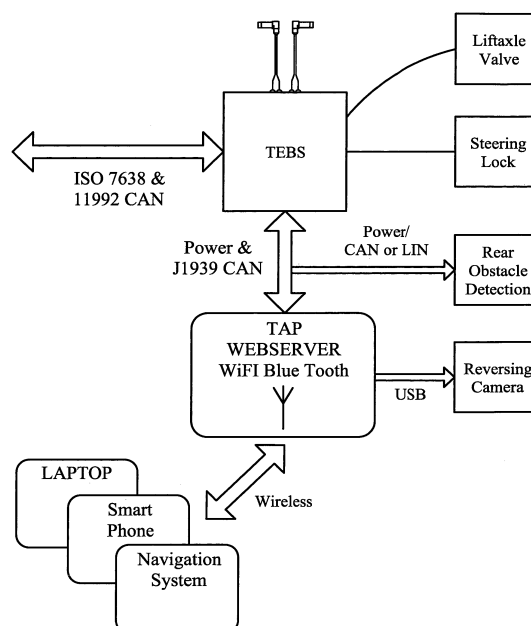 Liftaxle
Valve
TEBS
Steering
Lock
ISO 7638 &
11992 CAN
Power &
J1939 CAN
Power/
CAN or LIN
Rear
Obstacle
Detection
TAP
WEBSERVER
WiFI Blue Tooth
USB
Reversing
Camera
Wireless
LAPTOP
Smart
Phone
Navigation
System